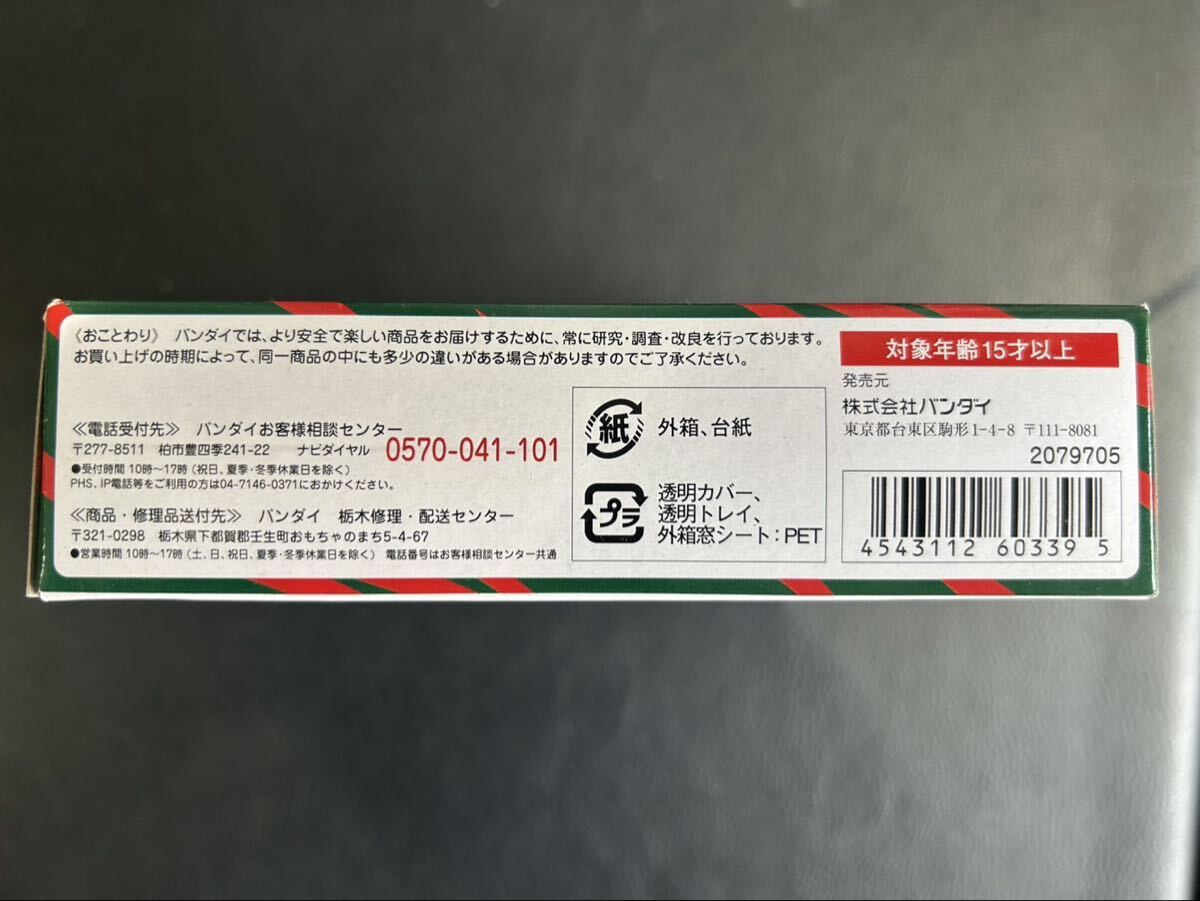 《おことわり》 バンダイでは、より安全で楽しい商品をお届けするために、常に研究・調査・改良を行っております。
お買い上げの時期によって、同一商品の中にも多少の違いがある場合がありますのでご了承ください。
≪電話受付先≫ バンダイお客様相談センター
〒277-8511 柏市豊四季241-22 ナビダイヤル 0570-041-101
●受付時間 10時〜17時(祝日、夏季・冬季休業日を除く)
PHS、IP電話等をご利用の方は04-7146-0371におかけください。
≪商品・修理品送付先≫ バンダイ 栃木修理・配送センター
〒321-0298 栃木県下都賀郡壬生町おもちゃのまち5-4-67
●営業時間 10時〜17時(土、日、祝日、夏季・冬季休業日を除く) 電話番号はお客様相談センター共通
紙 外箱、台紙
プラ 透明カバー、
透明トレイ、
外箱窓シート:PET
対象年齢15才以上
発売元
株式会社バンダイ
東京都台東区駒形1-4-8 〒111-8081
2079705
4543112 60339 5